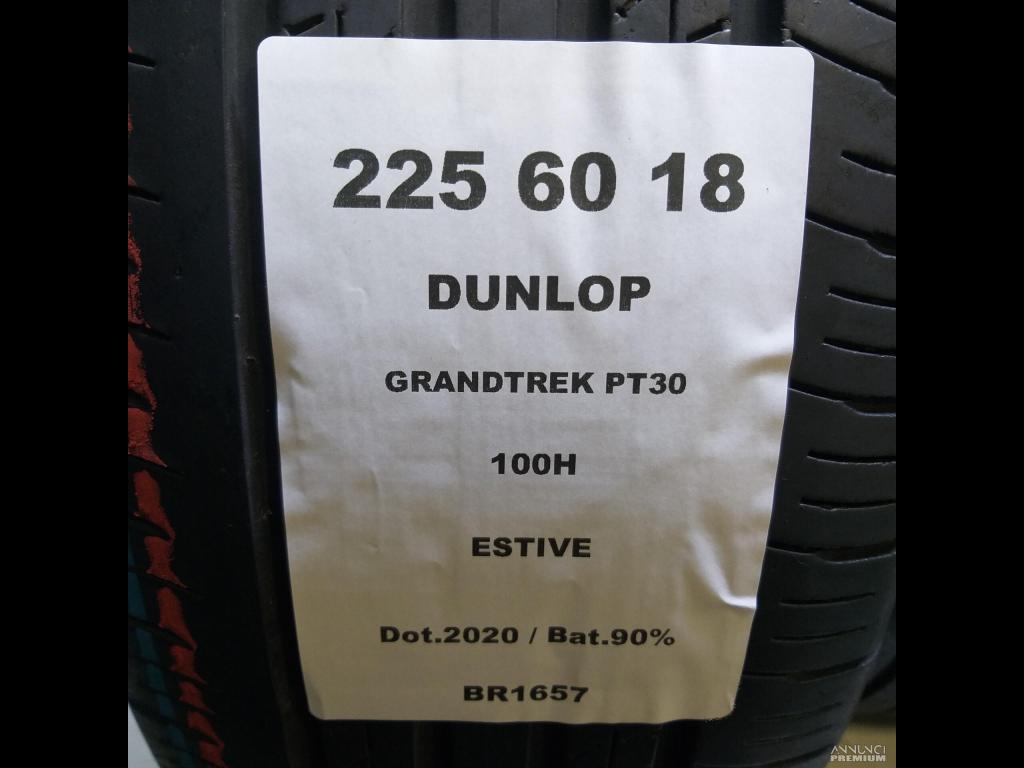 225 60 18
DUNLOP
GRANDTREK PT30
100H
ESTIVE
Dot.2020 / Bat.90%
BR1657
ANNUNCI
PREMIUM